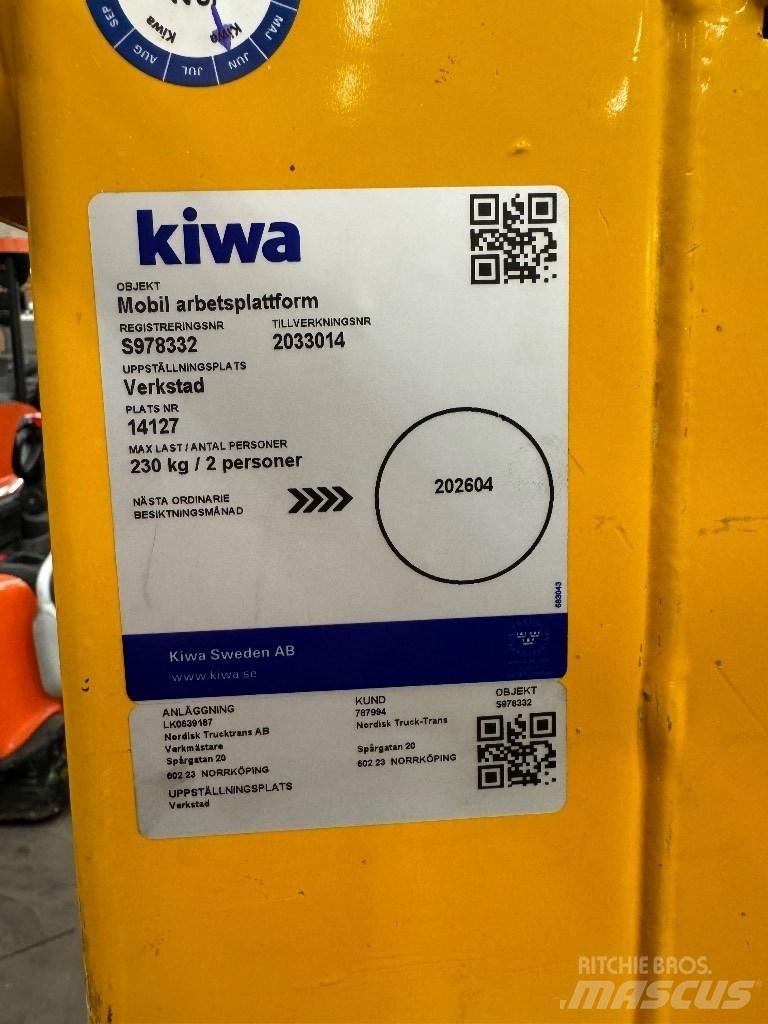 SEP
AUG
JUL
JUN
MAJ
Kiwa
Kiwa
kiwa
OBJEKT
Mobil arbetsplattform
REGISTRERINGSNR TILLVERKNINGSNR
S978332 2033014
UPPSTÄLLNINGSPLATS
Verkstad
PLATS NR
14127
MAX LAST / ANTAL PERSONER
230 kg / 2 personer
NÄSTA ORDINARIE
BESIKTNINGSMÅNAD
202604
683043
Kiwa Sweden AB
www.kiwa.se
ANLÄGGNING
LK0639187
Nordisk Trucktrans AB
Verkmästare
Spårgatan 20
602 23 NORRKÖPING
UPPSTÄLLNINGSPLATS
Verkstad
KUND
787994
Nordisk Truck-Trans
Spårgatan 20
602 23 NORRKÖPING
OBJEKT
S978332
RITCHIE BROS.
MASCUS